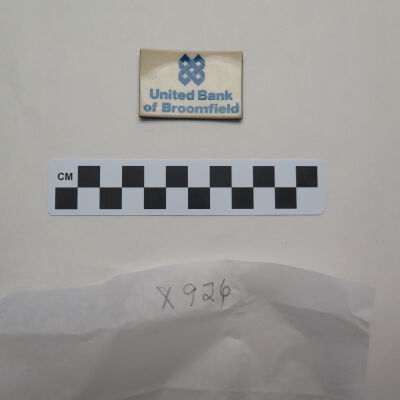 United Bank
of Broomfield
CM
X926